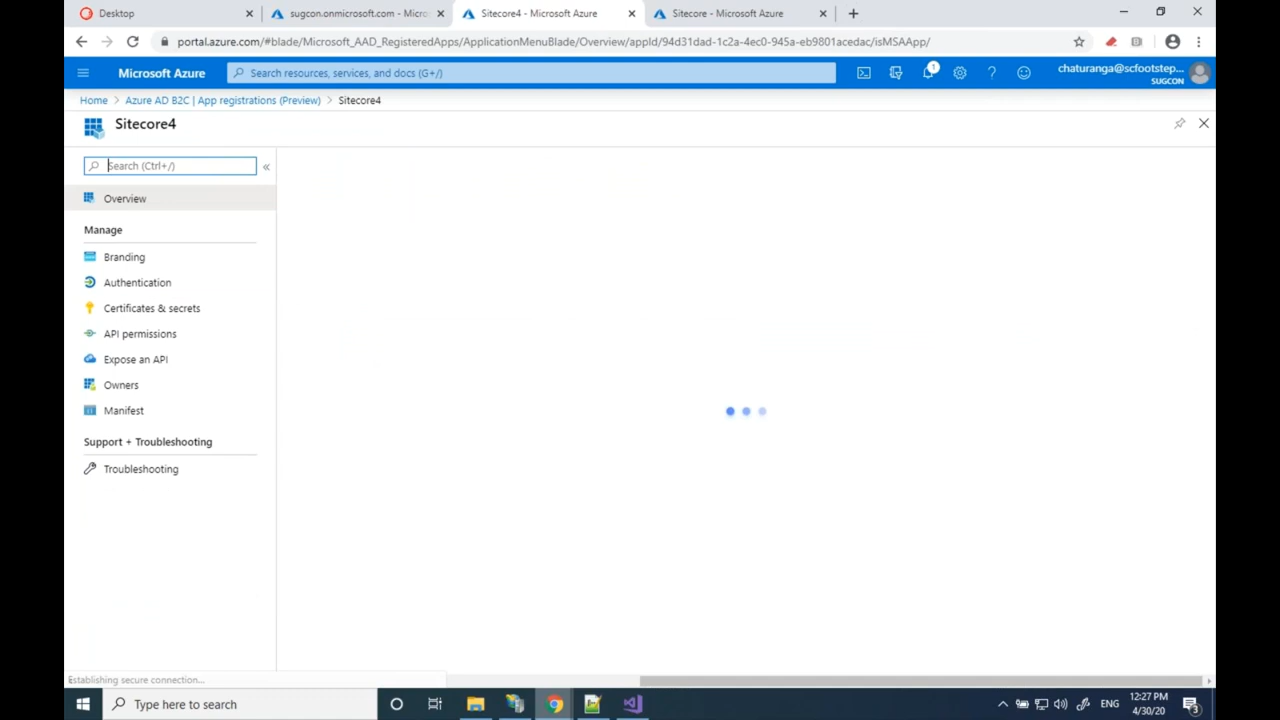 Desktop
sugcon.onmicrosoft.com - Micro
Sitecore4 - Microsoft Azure
Sitecore - Microsoft Azure
portal.azure.com/#blade/Microsoft_AAD_RegisteredApps/ApplicationMenuBlade/Overview/appId/94d31dad-1c2a-4ec0-945a-eb9801acedac/isMSAApp/
Microsoft Azure
Search resources, services, and docs (G+/)
1
chaturanga@scfootstep...
SUGCON
Home > Azure AD B2C | App registrations (Preview) > Sitecore4
Sitecore4
Search (Ctrl+/)
«
Overview
Manage
Branding
Authentication
Certificates & secrets
API permissions
Expose an API
Owners
Manifest
Support + Troubleshooting
Troubleshooting
Establishing secure connection...
Type here to search
ENG
12:27 PM
4/30/20
3